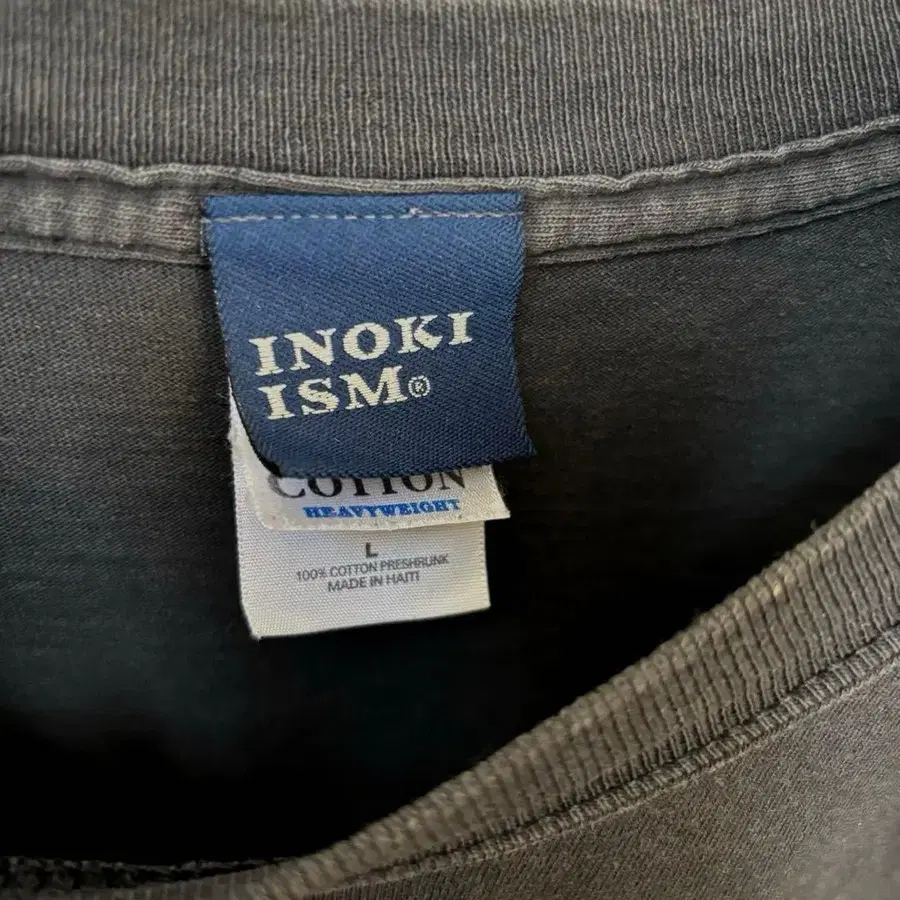 INOKI
ISM®
COTTON
HEAVYWEIGHT
L
100% COTTON PRESHRUNK
MADE IN HAITI